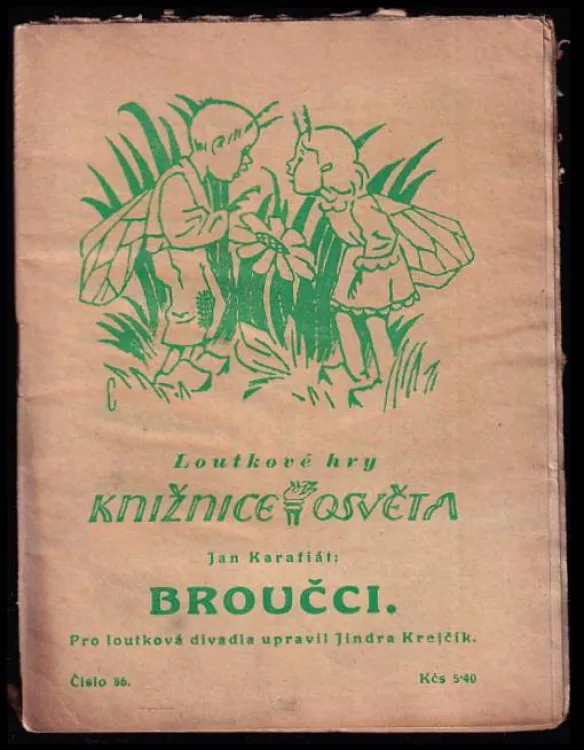 Loutkové hry
KNIŽNICE OSVĚTA
Jan Karafiát:
BROUČCI.
Pro loutková divadla upravil Jindra Krejčík.
Číslo 86. Kčs 5·40